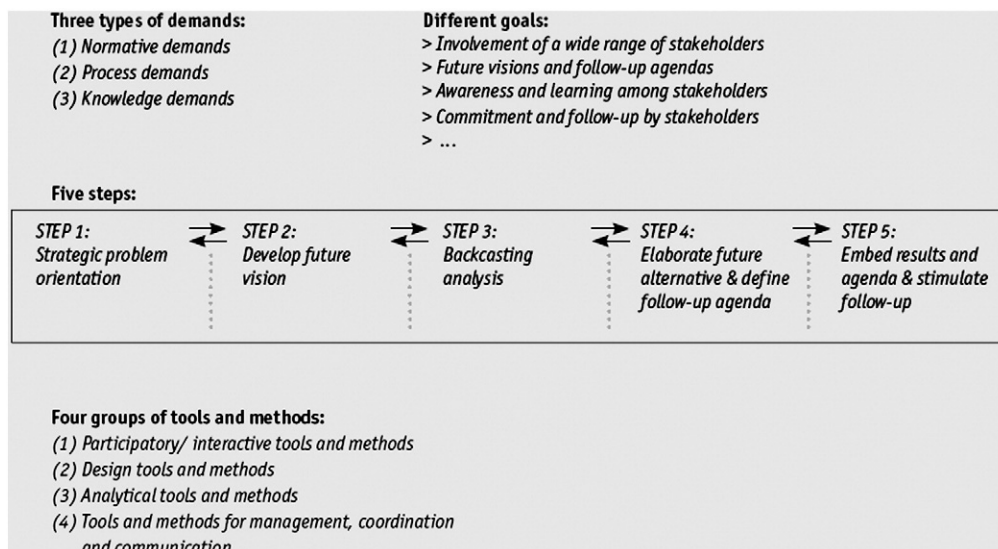 Three types of demands:
(1) Normative demands
(2) Process demands
(3) Knowledge demands
Different goals:
> Involvement of a wide range of stakeholders
> Future visions and follow-up agendas
> Awareness and learning among stakeholders
> Commitment and follow-up by stakeholders
> ...
Five steps:
STEP 1:
Strategic problem
orientation
STEP 2:
Develop future
vision
STEP 3:
Backcasting
analysis
STEP 4:
Elaborate future
alternative & define
follow-up agenda
STEP 5:
Embed results and
agenda & stimulate
follow-up
Four groups of tools and methods:
(1) Participatory/ interactive tools and methods
(2) Design tools and methods
(3) Analytical tools and methods
(4) Tools and methods for management, coordination
and communication